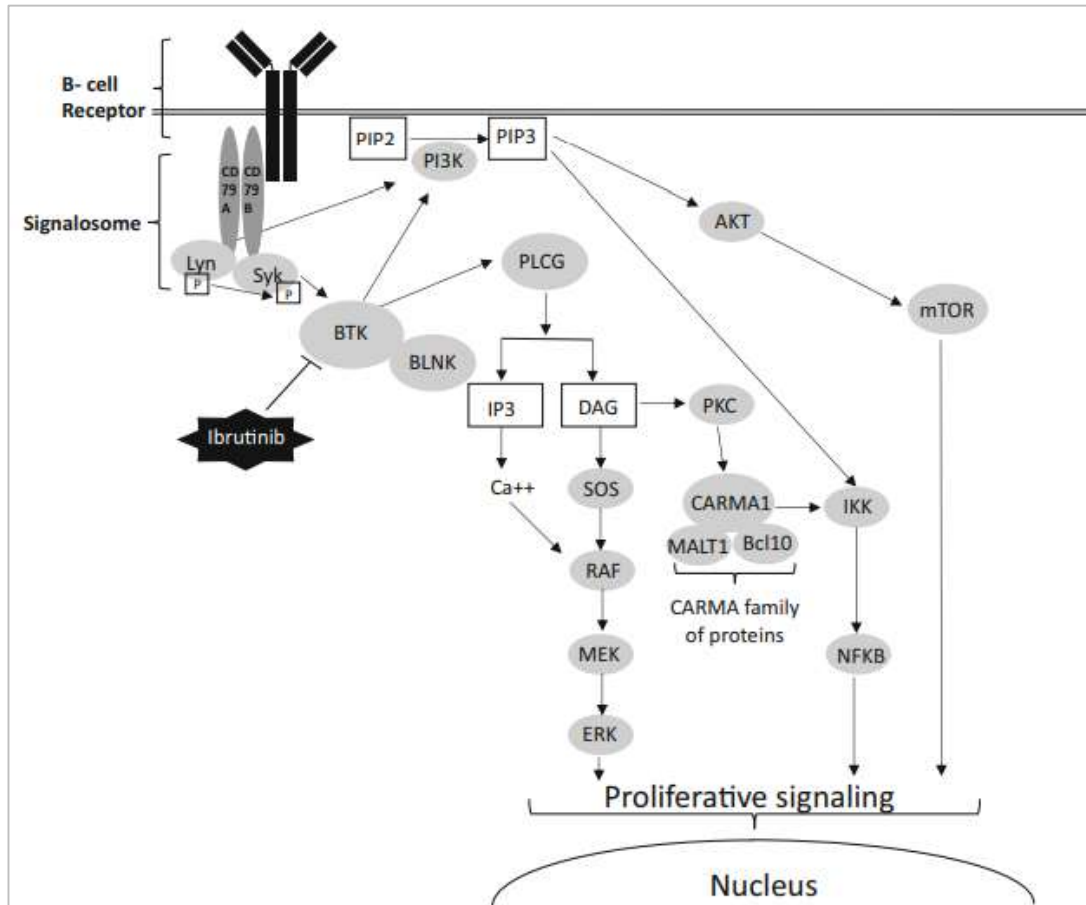 B- cell
Receptor
PIP2
PIP3
PI3K
CD
79
A
CD
79
B
Signalosome
AKT
Lyn
P
Syk
P
PLCG
mTOR
BTK
BLNK
IP3
DAG
PKC
Ibrutinib
Ca++
SOS
CARMA1
IKK
MALT1
Bcl10
RAF
CARMA family
of proteins
MEK
NFKB
ERK
Proliferative signaling
Nucleus